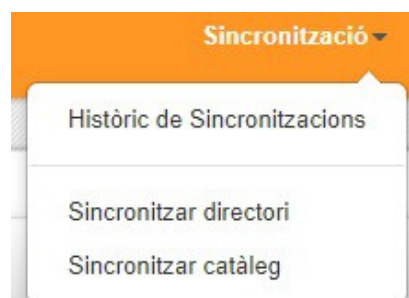 Sincronització
Històric de Sincronitzacions
Sincronitzar directori
Sincronitzar catàleg